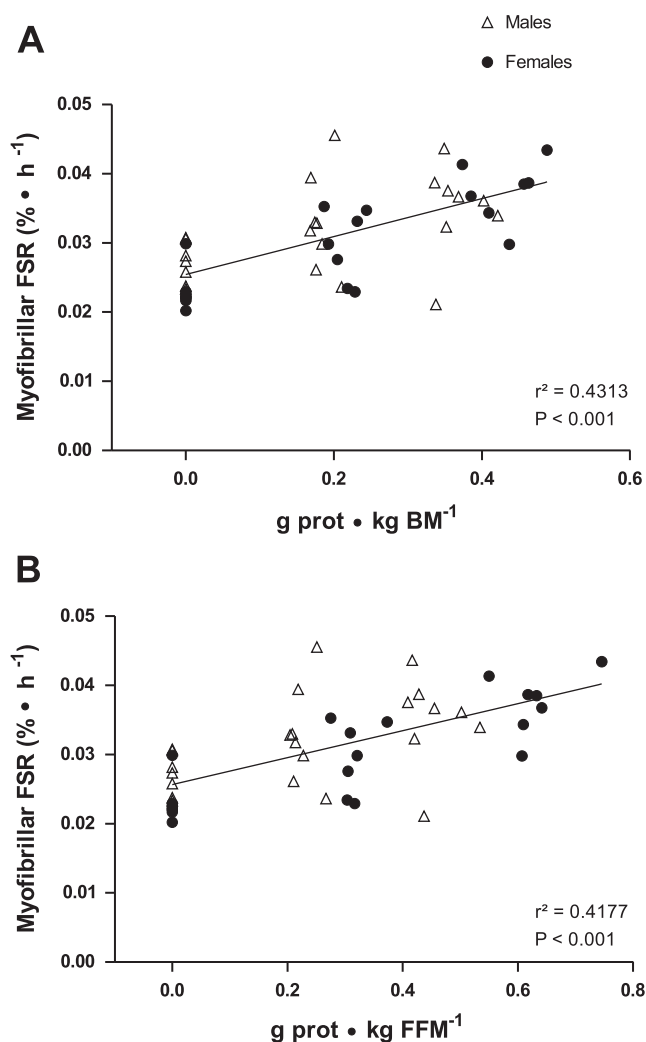 A
Males
Females
Myofibrillar FSR (% • h⁻¹)
0.05
0.04
0.03
0.02
0.01
0.00
r² = 0.4313
P < 0.001
0.0 0.2 0.4 0.6
g prot • kg BM⁻¹
B
Myofibrillar FSR (% • h⁻¹)
0.05
0.04
0.03
0.02
0.01
0.00
r² = 0.4177
P < 0.001
0.0 0.2 0.4 0.6 0.8
g prot • kg FFM⁻¹